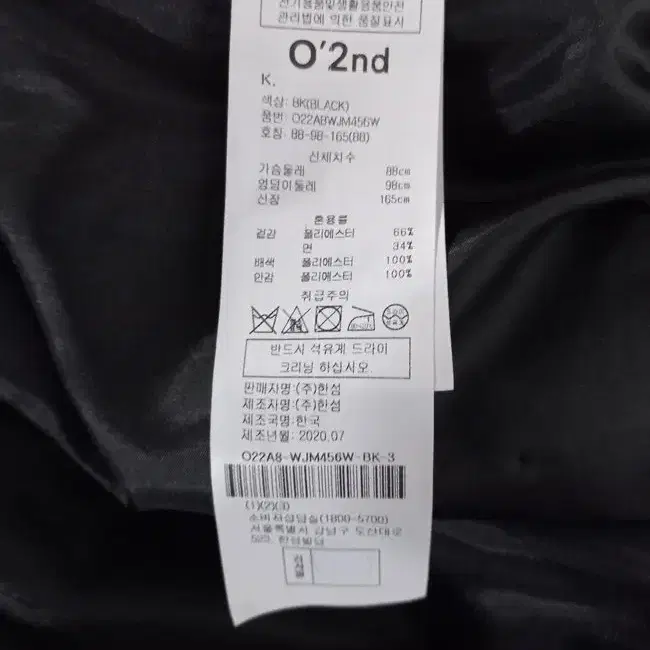 전기용품및생활용품안전
관리법에 의한 품질표시
O'2nd
K.
색상: BK(BLACK)
품번: O22A8WJM456W
호칭: 88-98-165(88)
신체치수
가슴둘레 88cm
엉덩이둘레 98cm
신장 165cm
혼용률
겉감 폴리에스터 66%
면 34%
배색 폴리에스터 100%
안감 폴리에스터 100%
취급주의
반드시 석유계 드라이
크리닝 하십시오.
판매자명:(주)한섬
제조자명:(주)한섬
제조국명:한국
제조년월: 2020.07
O22A8-WJM456W-BK-3
(1)(2)(3)
소비자상담실(1800-5700)
서울특별시 강남구 도산대로
523, 한섬빌딩